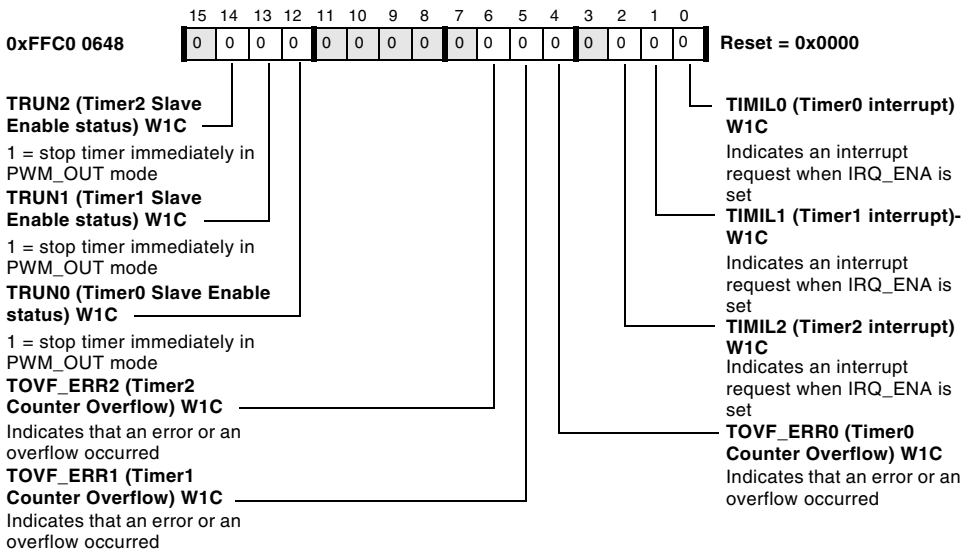 15 14 13 12 11 10 9 8 7 6 5 4 3 2 1 0
0xFFC0 0648
0 0 0 0 0 0 0 0 0 0 0 0 0 0 0 0
Reset = 0x0000
TRUN2 (Timer2 Slave
Enable status) W1C
1 = stop timer immediately in
PWM_OUT mode
TRUN1 (Timer1 Slave
Enable status) W1C
1 = stop timer immediately in
PWM_OUT mode
TRUN0 (Timer0 Slave Enable
status) W1C
1 = stop timer immediately in
PWM_OUT mode
TOVF_ERR2 (Timer2
Counter Overflow) W1C
Indicates that an error or an
overflow occurred
TOVF_ERR1 (Timer1
Counter Overflow) W1C
Indicates that an error or an
overflow occurred
TIMIL0 (Timer0 interrupt)
W1C
Indicates an interrupt
request when IRQ_ENA is
set
TIMIL1 (Timer1 interrupt)-
W1C
Indicates an interrupt
request when IRQ_ENA is
set
TIMIL2 (Timer2 interrupt)
W1C
Indicates an interrupt
request when IRQ_ENA is
set
TOVF_ERR0 (Timer0
Counter Overflow) W1C
Indicates that an error or an
overflow occurred